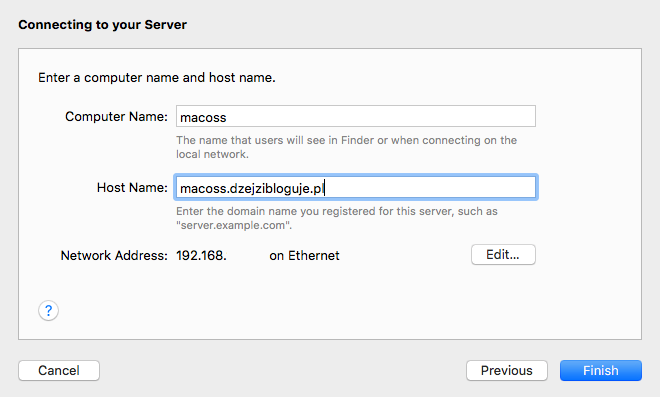 Connecting to your Server
Enter a computer name and host name.
Computer Name: macoss
The name that users will see in Finder or when connecting on the
local network.
Host Name: macoss.dzejzibloguje.pl
Enter the domain name you registered for this server, such as
"server.example.com".
Network Address: 192.168. on Ethernet Edit...
?
Cancel Previous Finish